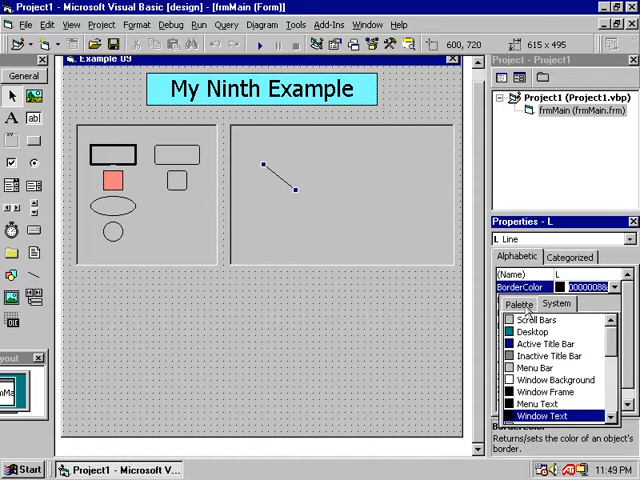 Project1 - Microsoft Visual Basic [design] - [frmMain (Form)]
File Edit View Project Format Debug Run Query Diagram Tools Add-Ins Window Help
600, 720
615 x 495
General
Example 09
My Ninth Example
Project - Project1
Project1 (Project1.vbp)
frmMain (frmMain.frm)
Properties - L
L Line
Alphabetic
Categorized
(Name)
L
BorderColor
Palette
System
Scroll Bars
Desktop
Active Title Bar
Inactive Title Bar
Menu Bar
Window Background
Window Frame
Menu Text
Window Text
Returns/sets the color of an object's
border.
Start
Project1 - Microsoft V...
11:49 PM